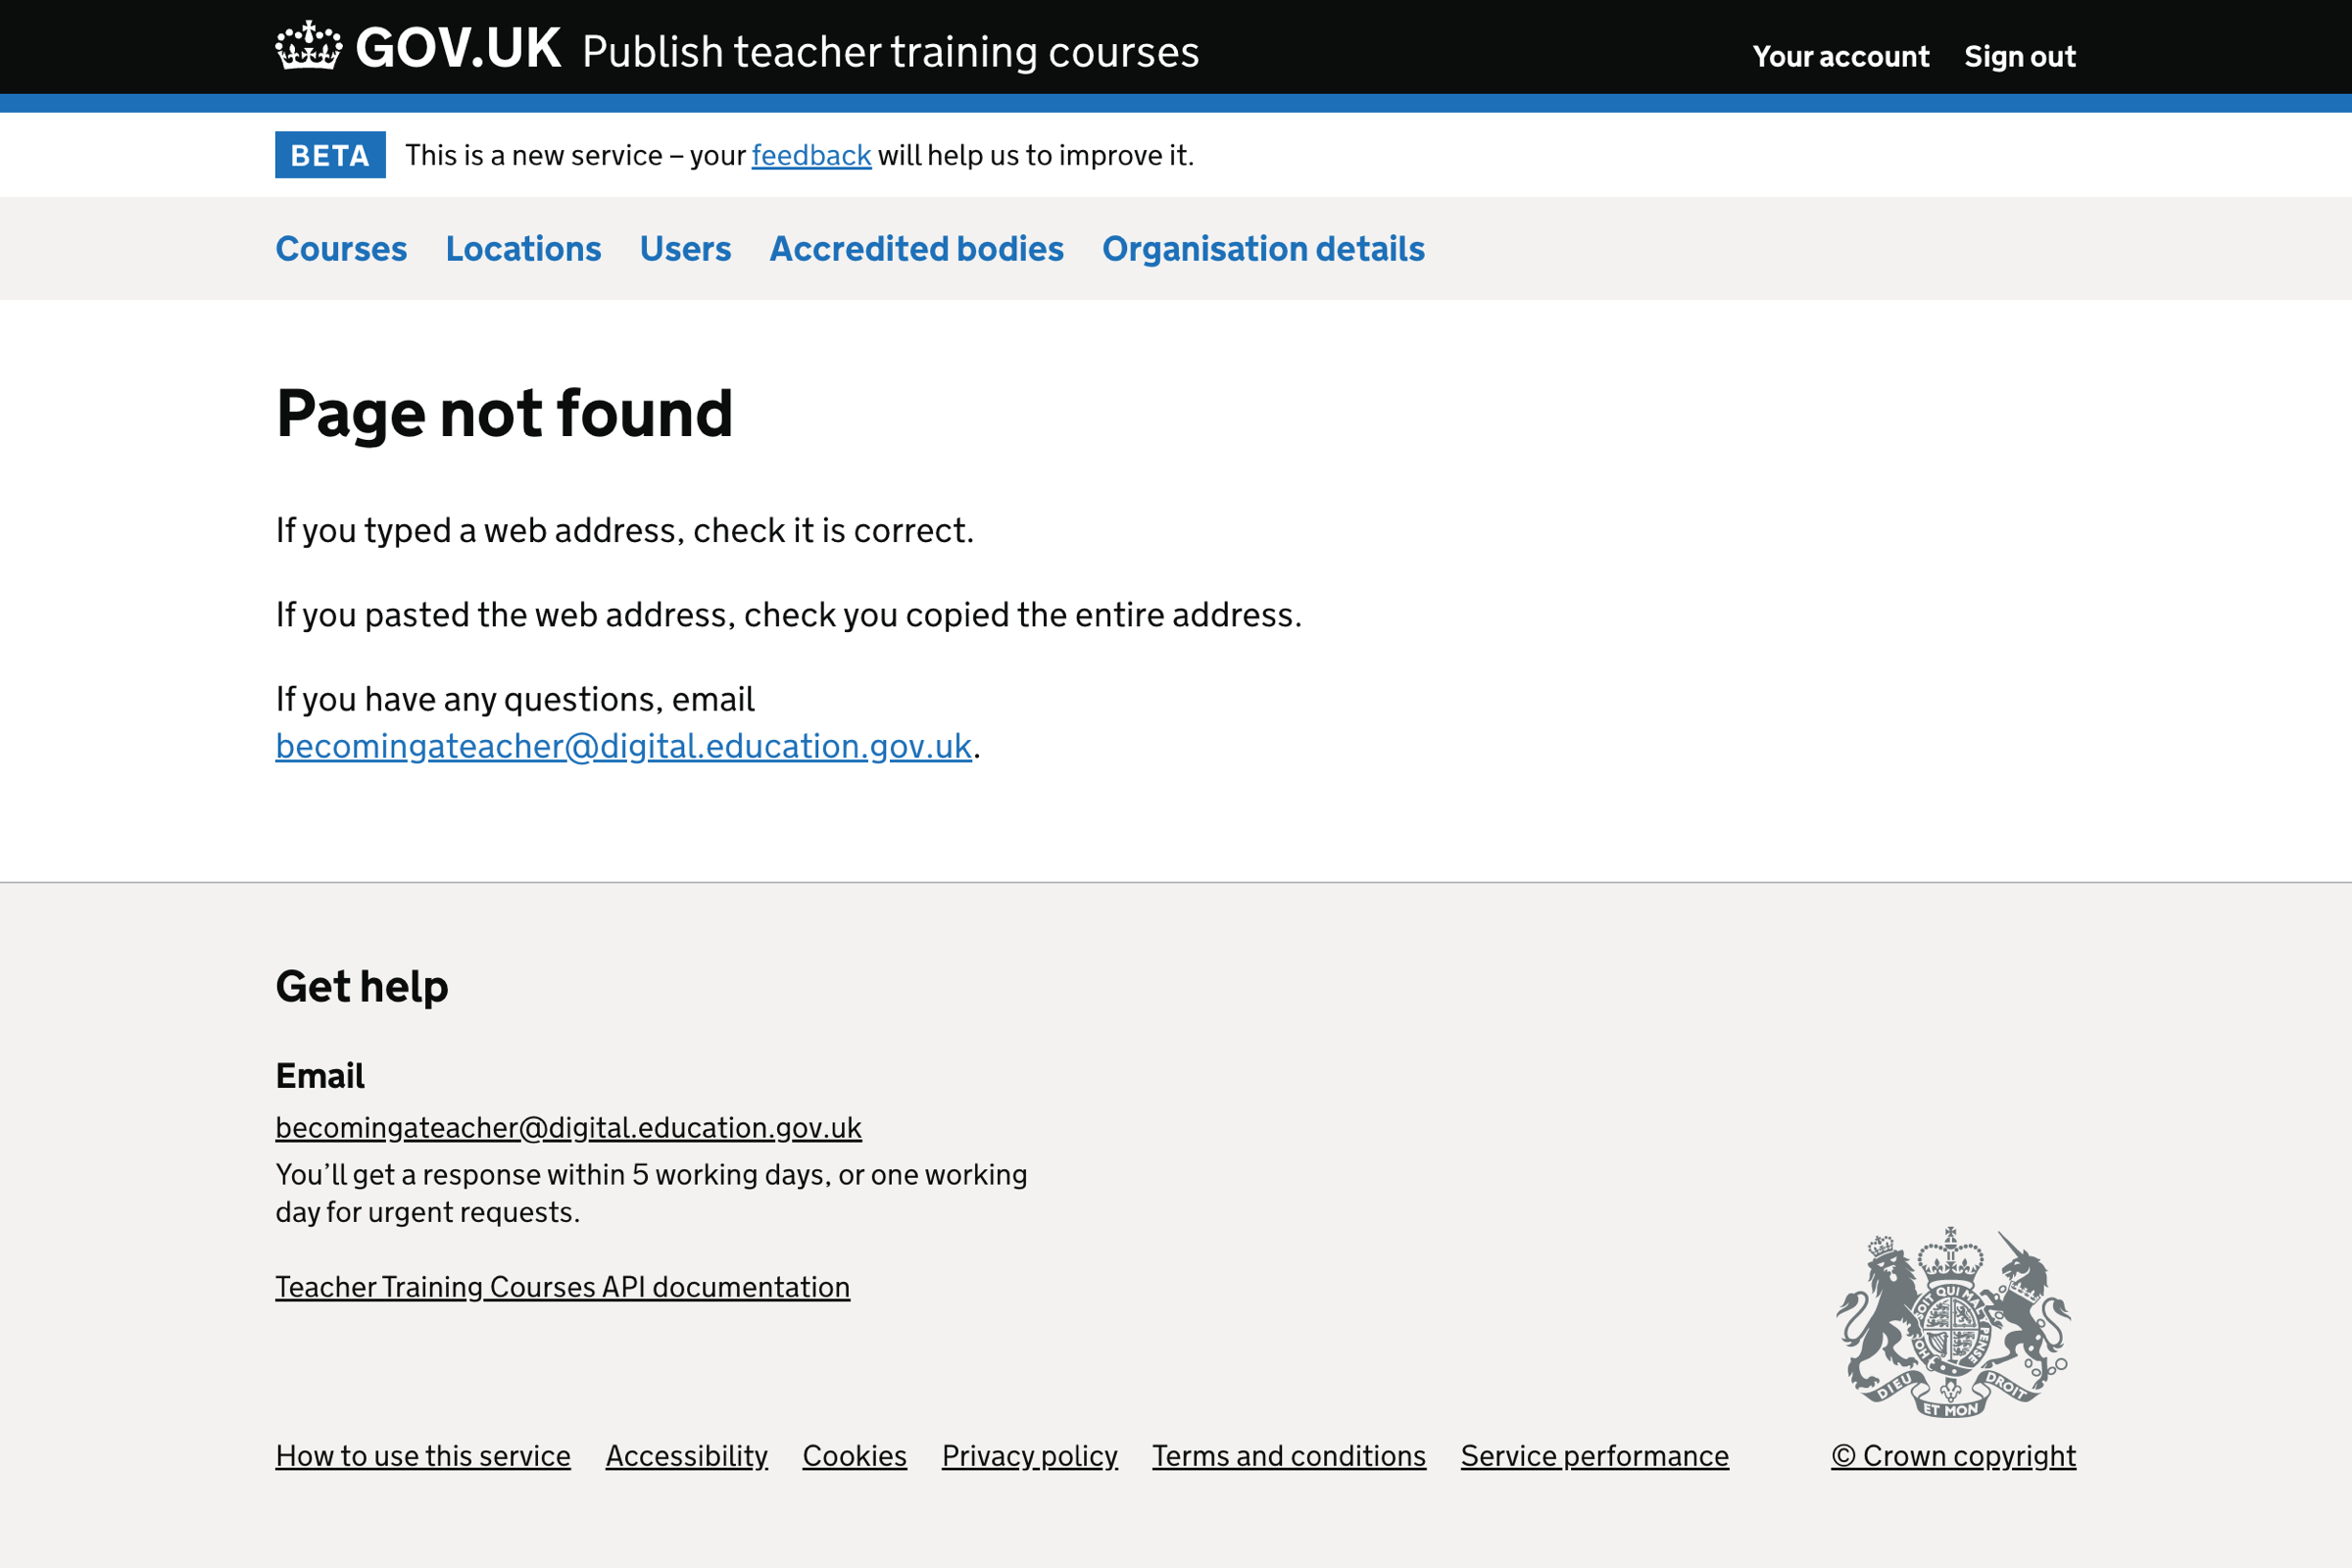 GOV.UK Publish teacher training courses
Your account Sign out
BETA This is a new service – your feedback will help us to improve it.
Courses Locations Users Accredited bodies Organisation details
Page not found
If you typed a web address, check it is correct.
If you pasted the web address, check you copied the entire address.
If you have any questions, email
becomingateacher@digital.education.gov.uk.
Get help
Email
becomingateacher@digital.education.gov.uk
You’ll get a response within 5 working days, or one working
day for urgent requests.
Teacher Training Courses API documentation
HONI SOIT QUI MAL Y PENSE
DIEU ET MON DROIT
How to use this service Accessibility Cookies Privacy policy Terms and conditions Service performance © Crown copyright